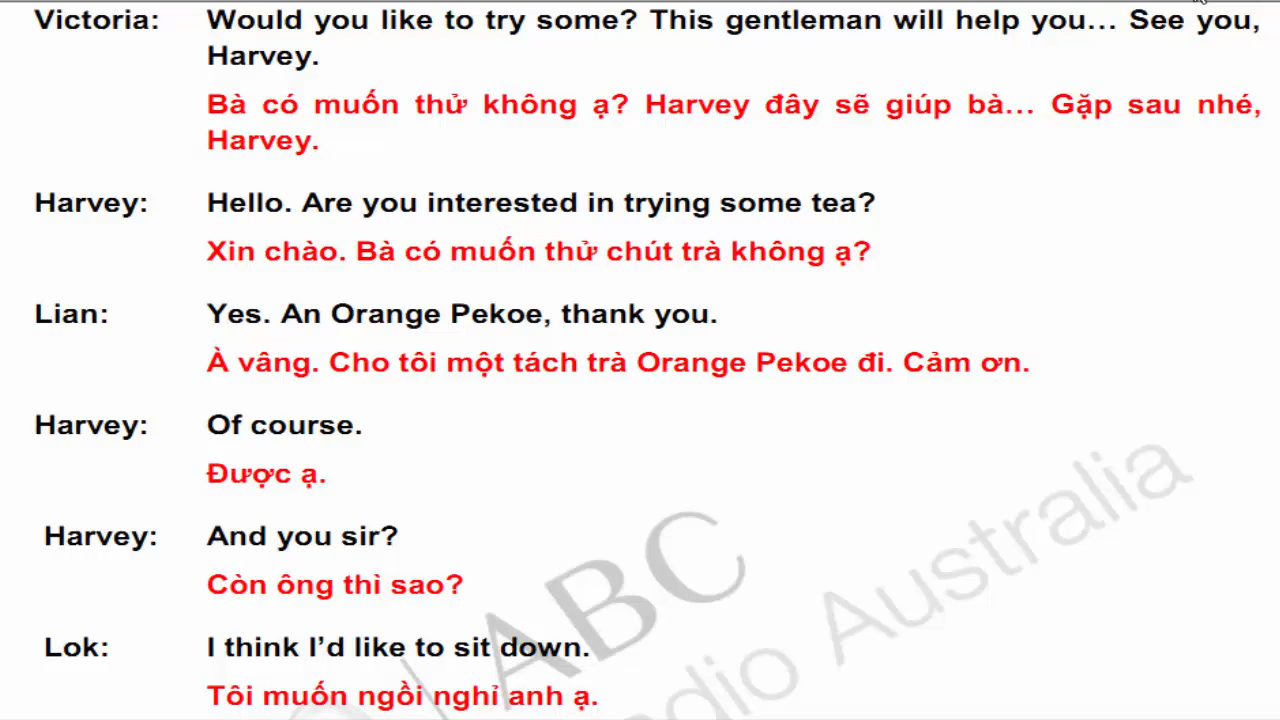 Victoria: Would you like to try some? This gentleman will help you… See you,
Harvey.
Bà có muốn thử không ạ? Harvey đây sẽ giúp bà… Gặp sau nhé,
Harvey.
Harvey: Hello. Are you interested in trying some tea?
Xin chào. Bà có muốn thử chút trà không ạ?
Lian: Yes. An Orange Pekoe, thank you.
À vâng. Cho tôi một tách trà Orange Pekoe đi. Cảm ơn.
Harvey: Of course.
Được ạ.
Harvey: And you sir?
Còn ông thì sao?
Lok: I think I’d like to sit down.
Tôi muốn ngồi nghỉ anh ạ.
ABC
Australia